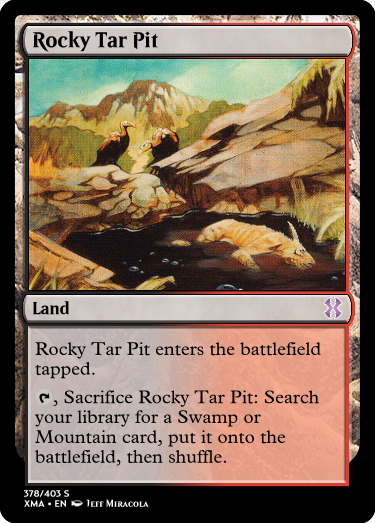 Rocky Tar Pit
Land
Rocky Tar Pit enters the battlefield
tapped.
, Sacrifice Rocky Tar Pit: Search
your library for a Swamp or
Mountain card, put it onto the
battlefield, then shuffle.
378/403 S
XMA • EN Jeff Miracola